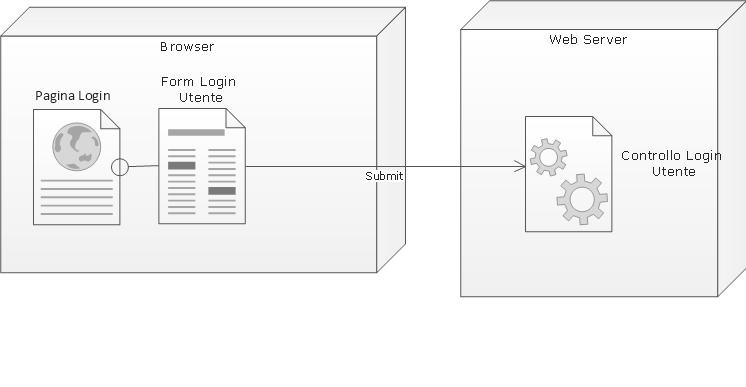 Browser
Web Server
Pagina Login
Form Login
Utente
Submit
Controllo Login
Utente